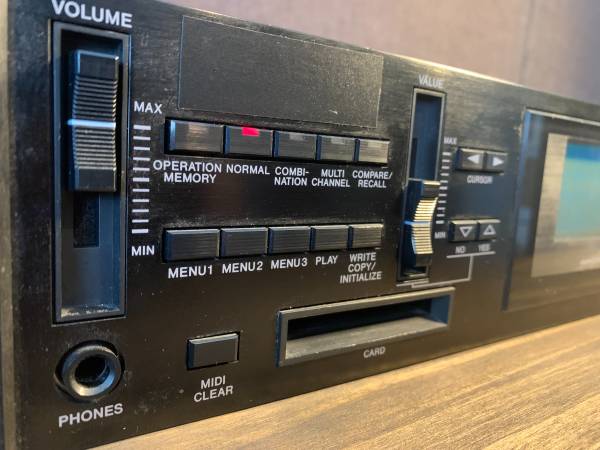 VOLUME
VALUE
MAX
MAX
OPERATION NORMAL COMBI- MULTI COMPARE/
MEMORY NATION CHANNEL RECALL
CURSOR
MIN
MIN
NO YES
MENU1 MENU2 MENU3 PLAY WRITE
COPY/
INITIALIZE
CARD
MIDI
CLEAR
PHONES